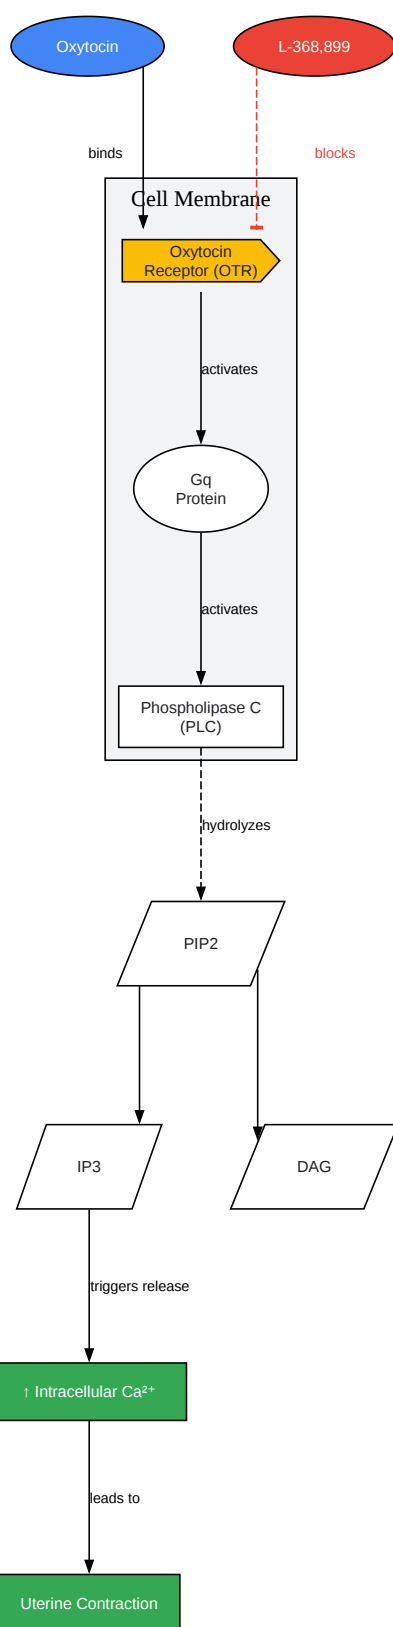 Oxytocin
L-368,899
binds
blocks
Cell Membrane
Oxytocin
Receptor (OTR)
activates
Gq
Protein
activates
Phospholipase C
(PLC)
hydrolyzes
PIP2
IP3
DAG
triggers release
↑ Intracellular Ca²⁺
leads to
Uterine Contraction